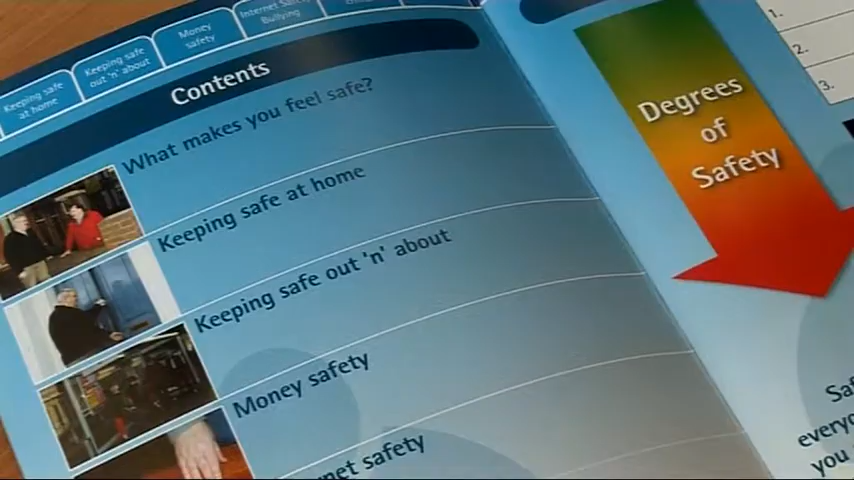 Keeping safe
at home
Keeping safe
out 'n' about
Money
safety
Internet
Bullying
Contents
What makes you feel safe?
Keeping safe at home
Keeping safe out 'n' about
Money safety
safety
Degrees
of
Safety
1.
2.
3.
you